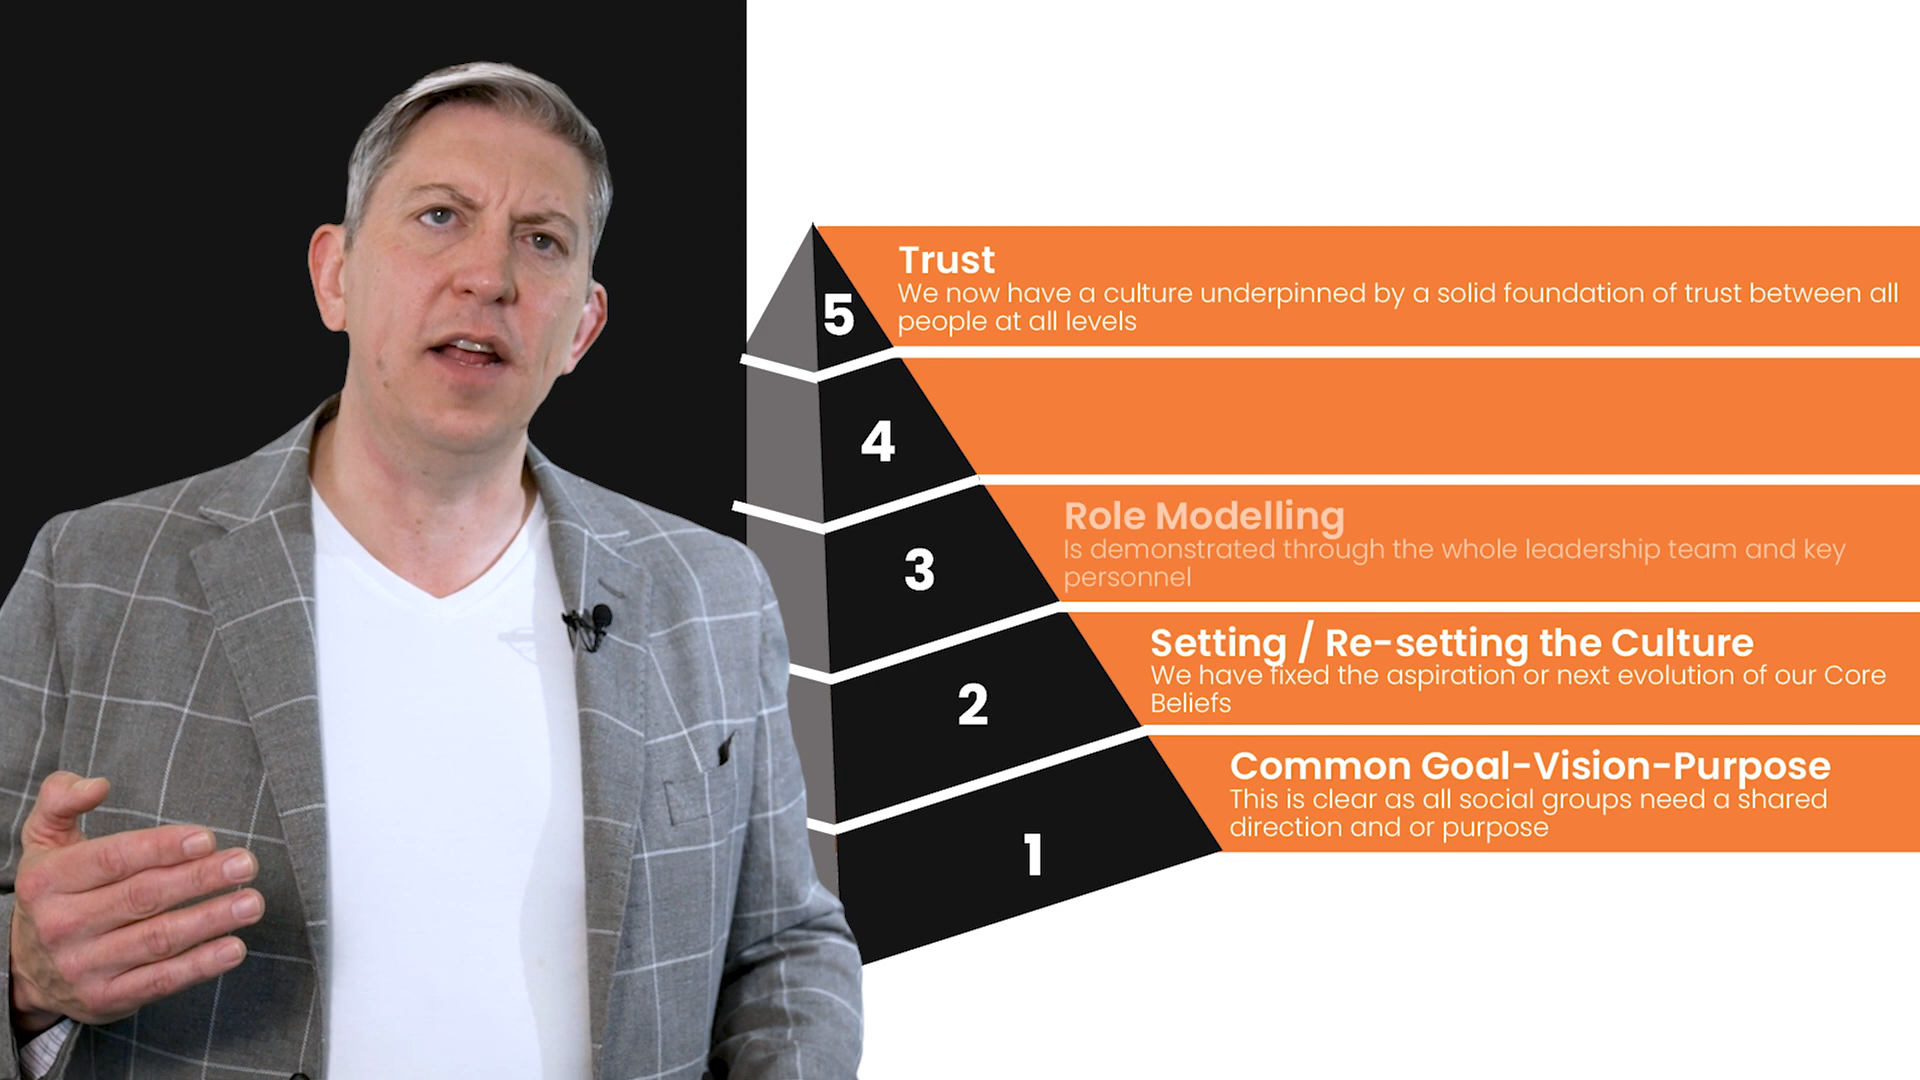 5
Trust
We now have a culture underpinned by a solid foundation of trust between all
people at all levels
4
3
Role Modelling
Is demonstrated through the whole leadership team and key
personnel
2
Setting / Re-setting the Culture
We have fixed the aspiration or next evolution of our Core
Beliefs
1
Common Goal-Vision-Purpose
This is clear as all social groups need a shared
direction and or purpose